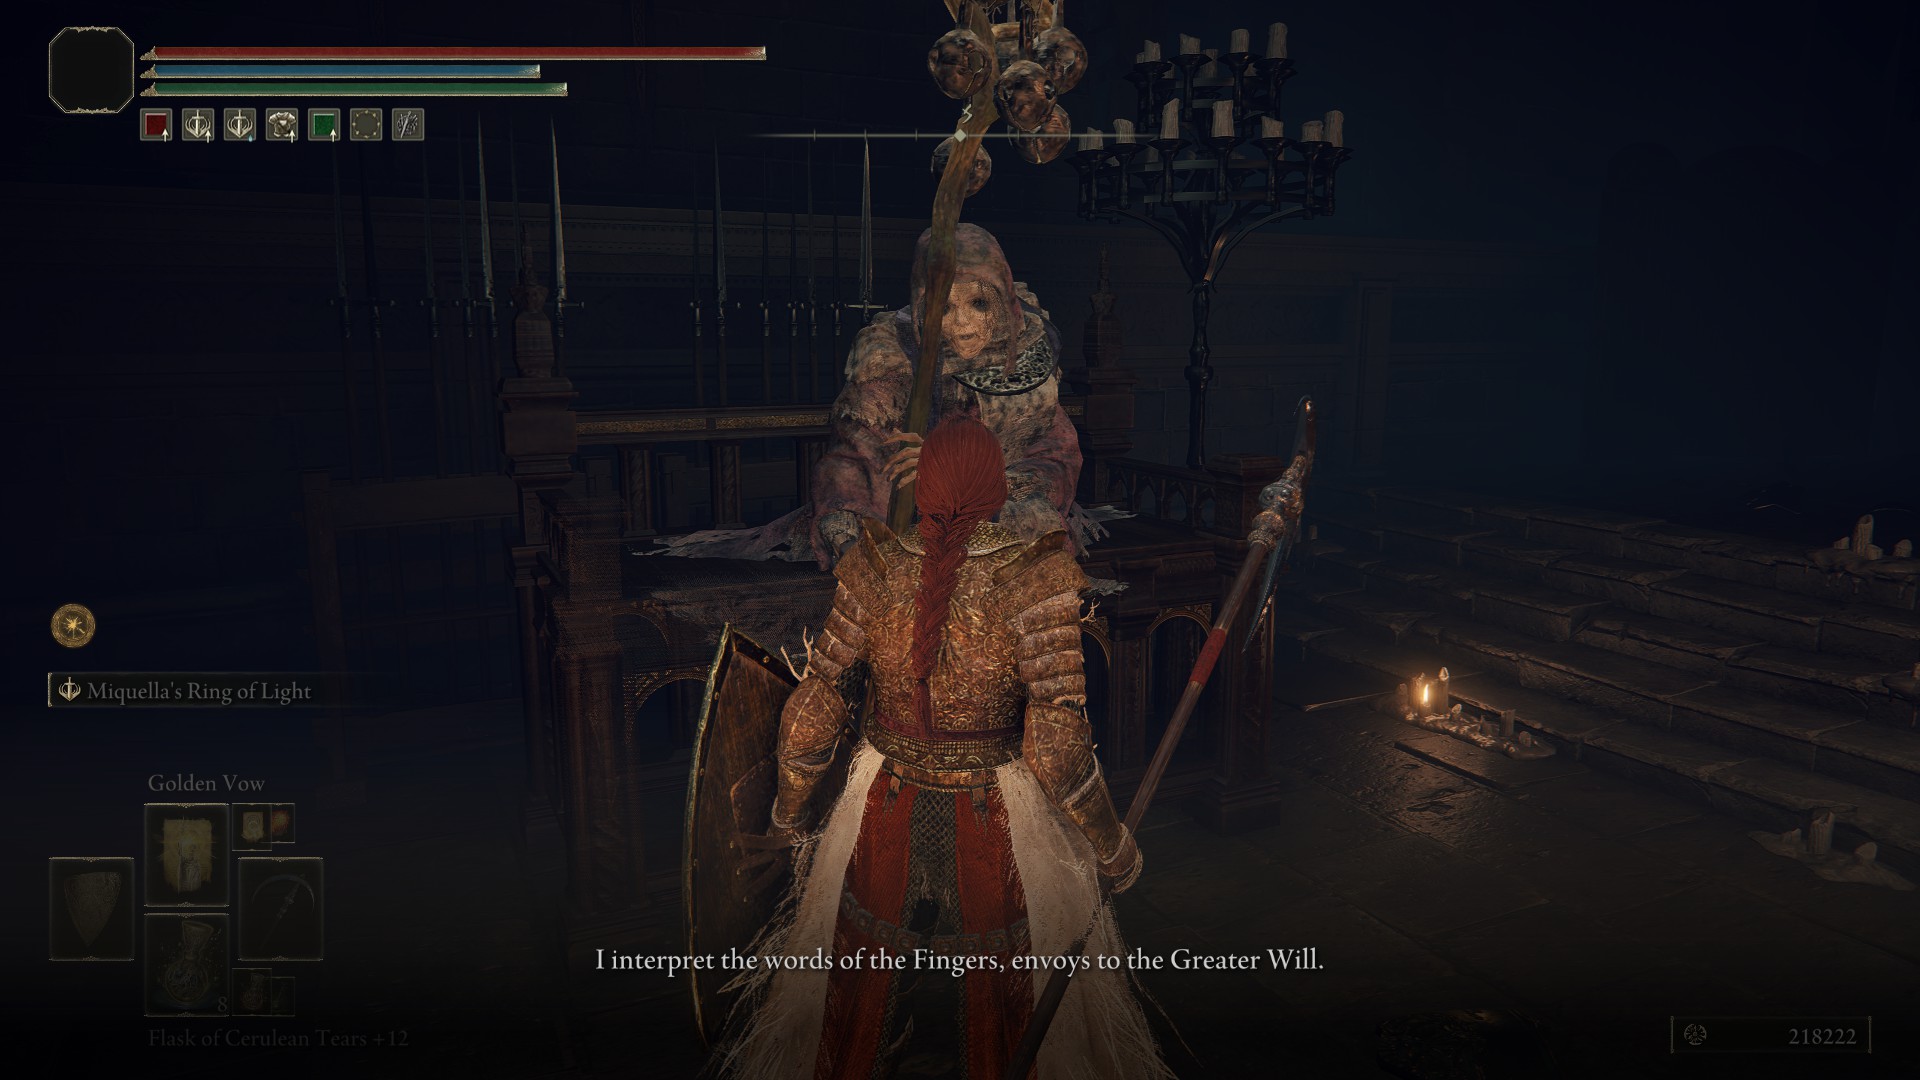 Miquella's Ring of Light
Golden Vow
8
Flask of Cerulean Tears +12
I interpret the words of the Fingers, envoys to the Greater Will.
218222